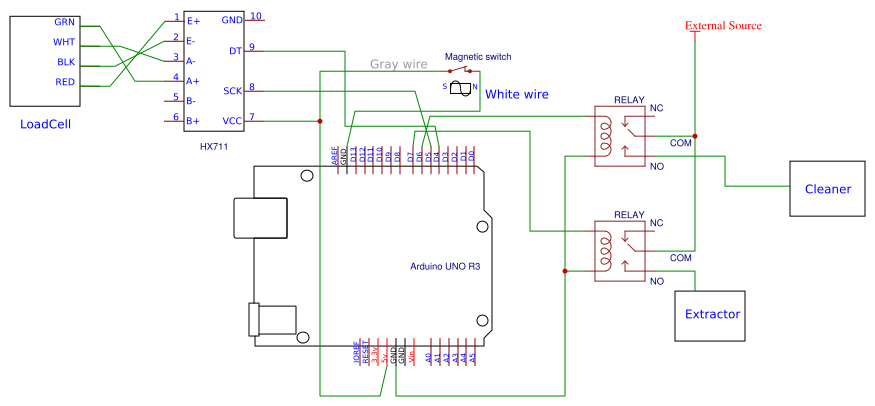 GRN
WHT
BLK
RED
LoadCell
1
2
3
4
5
6
E+
E-
A-
A+
B-
B+
GND
DT
SCK
VCC
10
9
8
7
HX711
Gray wire
Magnetic switch
S N
White wire
External Source
RELAY
NC
COM
NO
Cleaner
RELAY
NC
COM
NO
Extractor
AREF
GND
D13
D12
D11
D10
D9
D8
D7
D6
D5
D4
D3
D2
D1
D0
Arduino UNO R3
IOREF
RESET
3.3v
5v
GND
GND
Vin
A0
A1
A2
A3
A4
A5